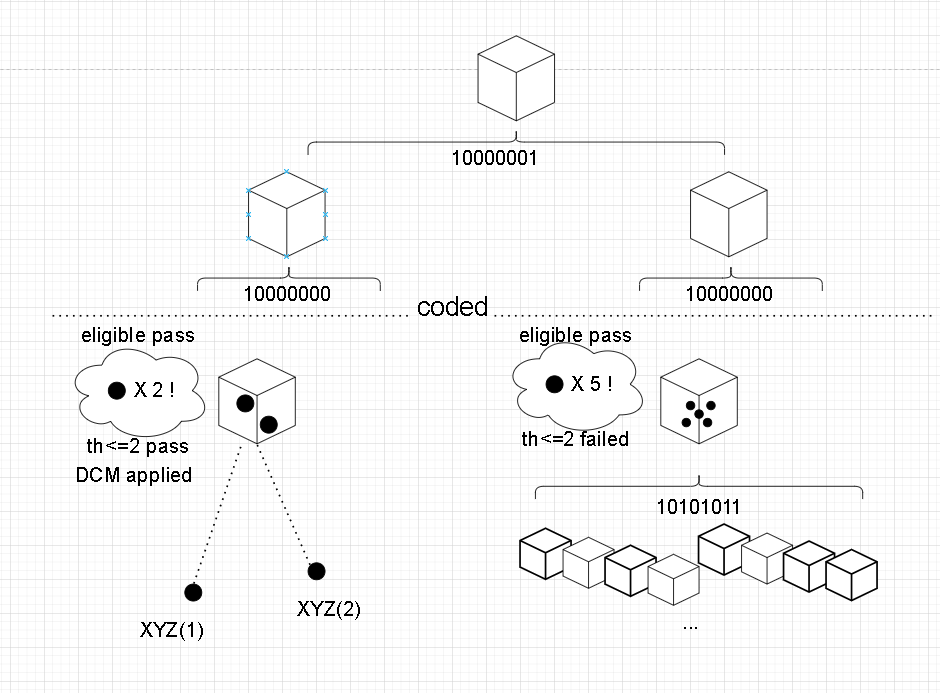 10000001
10000000
10000000
coded
eligible pass
X 2 !
th<=2 pass
DCM applied
eligible pass
X 5 !
th<=2 failed
10101011
XYZ(1)
XYZ(2)
...